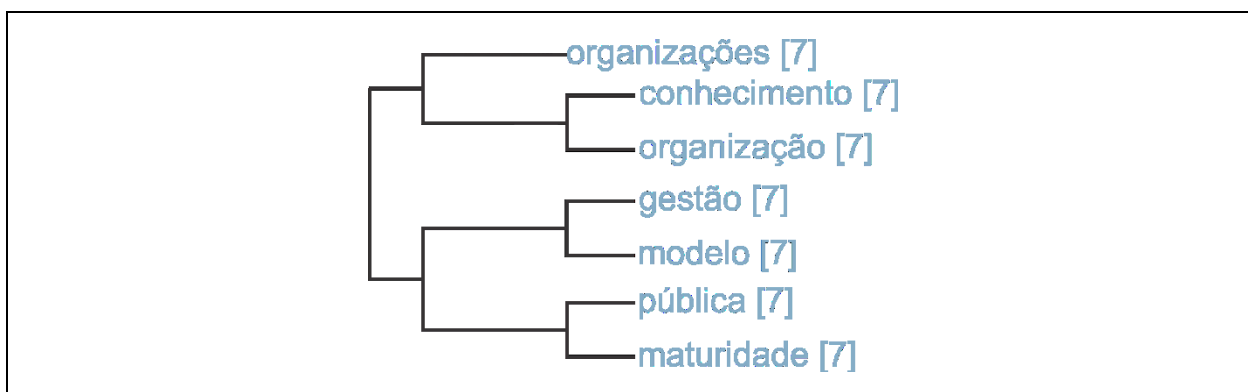 organizações [7]
conhecimento [7]
organização [7]
gestão [7]
modelo [7]
pública [7]
maturidade [7]